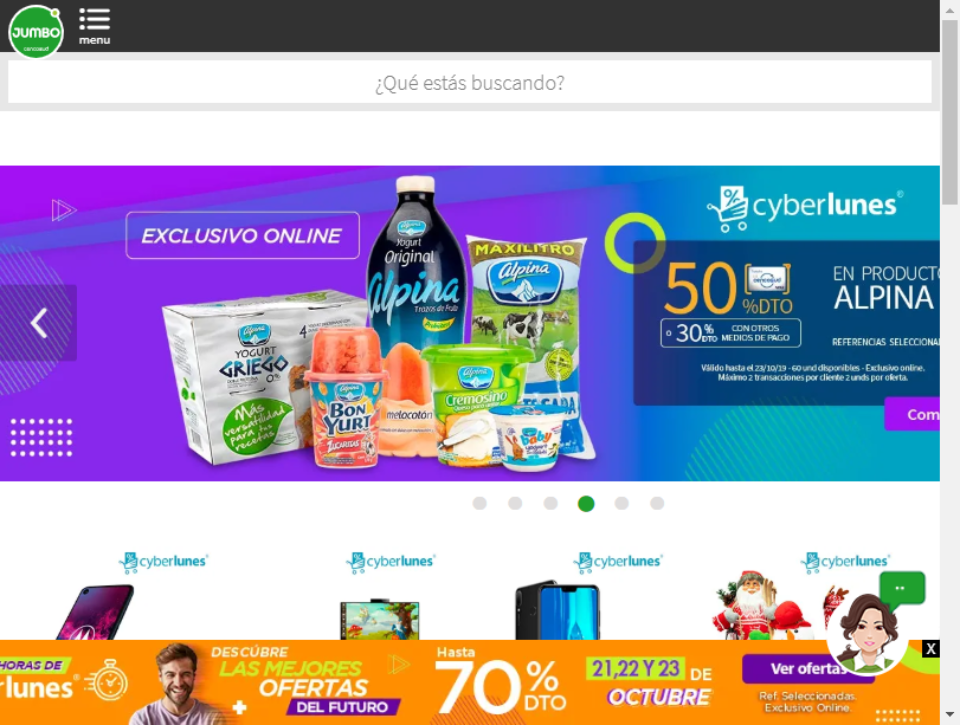 JUMBO
cencosud
menu
¿Qué estás buscando?
cyberlunes
EXCLUSIVO ONLINE
Alpina
Yogurt
Original
Alpina
Trozos de Fruta
MAXILITRO
Alpina
50 %DTO
EN PRODUCTO
ALPINA
o 30% DTO CON OTROS MEDIOS DE PAGO
REFERENCIAS SELECCIONA
Válido hasta el 23/10/19 - 60 und disponibles - Exclusivo online.
Máximo 2 transacciones por cliente 2 unds por oferta.
Com
Alpina
YOGURT
GRIEGO
0%
Más
versatilidad
para tus
recetas
Alpina
BON
YURT
ZUCARITAS
melocotón
Alpina
Cremosino
baby
cyberlunes
cyberlunes
cyberlunes
cyberlunes
HORAS DE
rlunes
DESCÚBRE
LAS MEJORES
OFERTAS
DEL FUTURO
+
Hasta
70% DTO
21,22 Y 23 DE
OCTUBRE
Ver ofertas
Ref. Seleccionadas.
Exclusivo Online.
X